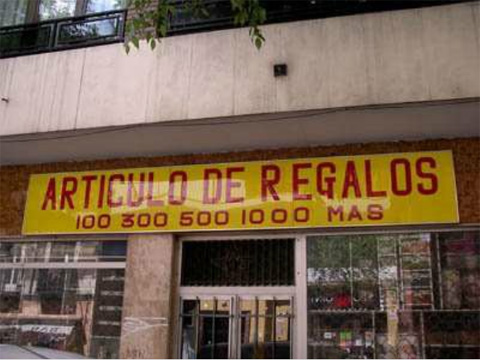 ARTICULO DE REGALOS
100 300 500 1000 MAS